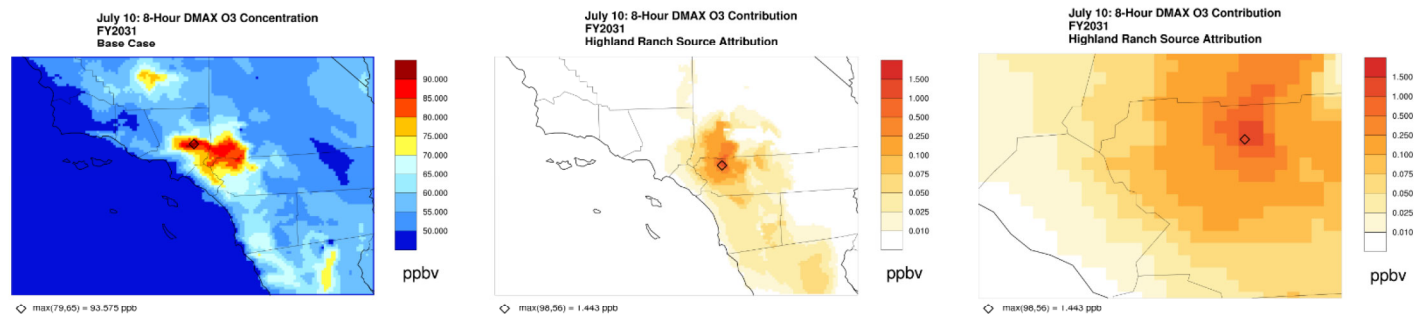 July 10: 8-Hour DMAX O3 Concentration
FY2031
Base Case
90.000
85.000
80.000
75.000
70.000
65.000
60.000
55.000
50.000
ppbv
max(79,65) = 93.575 ppb
July 10: 8-Hour DMAX O3 Contribution
FY2031
Highland Ranch Source Attribution
1.500
1.000
0.500
0.250
0.100
0.075
0.050
0.025
0.010
ppbv
max(98,56) = 1.443 ppb
July 10: 8-Hour DMAX O3 Contribution
FY2031
Highland Ranch Source Attribution
1.500
1.000
0.500
0.250
0.100
0.075
0.050
0.025
0.010
ppbv
max(98,56) = 1.443 ppb